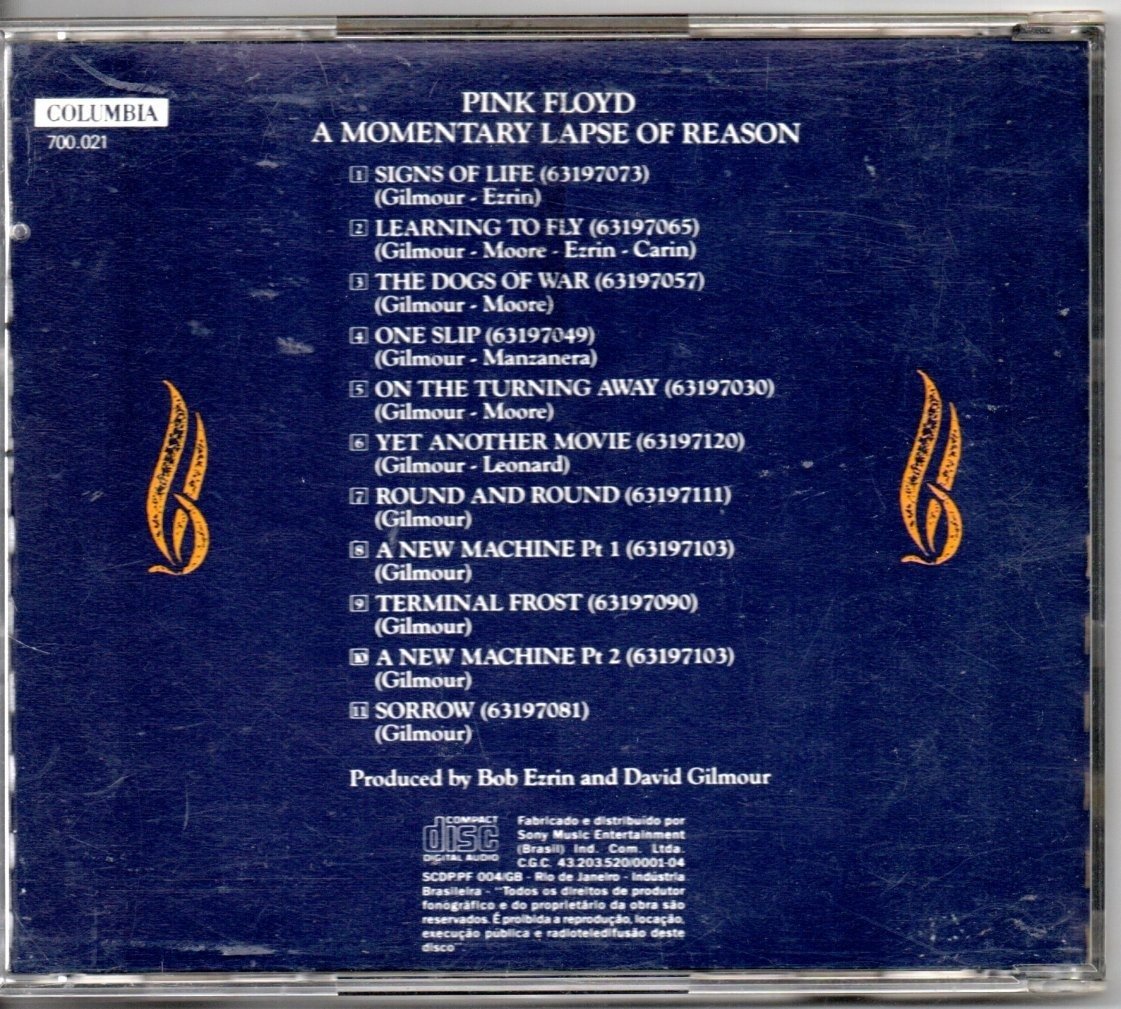 COLUMBIA
700.021
PINK FLOYD
A MOMENTARY LAPSE OF REASON
1 SIGNS OF LIFE (63197073)
(Gilmour - Ezrin)
2 LEARNING TO FLY (63197065)
(Gilmour - Moore - Ezrin - Carin)
3 THE DOGS OF WAR (63197057)
(Gilmour - Moore)
4 ONE SLIP (63197049)
(Gilmour - Manzanera)
5 ON THE TURNING AWAY (63197030)
(Gilmour - Moore)
6 YET ANOTHER MOVIE (63197120)
(Gilmour - Leonard)
7 ROUND AND ROUND (63197111)
(Gilmour)
8 A NEW MACHINE Pt 1 (63197103)
(Gilmour)
9 TERMINAL FROST (63197090)
(Gilmour)
10 A NEW MACHINE Pt 2 (63197103)
(Gilmour)
11 SORROW (63197081)
(Gilmour)
Produced by Bob Ezrin and David Gilmour
COMPACT
disc
DIGITAL AUDIO
Fabricado e distribuído por
Sony Music Entertainment
(Brasil) Ind. Com. Ltda.
C.G.C. 43.203.520/0001-04
SCDP.PF 004/GB - Rio de Janeiro - Indústria
Brasileira - "Todos os direitos de produtor
fonográfico e do proprietário da obra são
reservados. É proibida a reprodução, locação,
execução pública e radioteledifusão deste
disco".